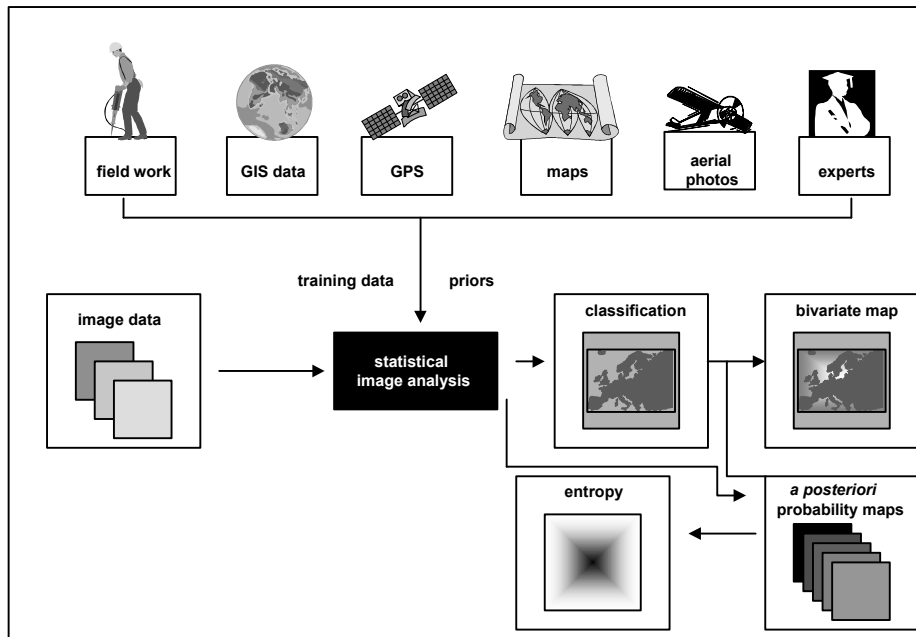 field work
GIS data
GPS
maps
aerial
photos
experts
training data
priors
image data
statistical
image analysis
classification
bivariate map
entropy
a posteriori
probability maps